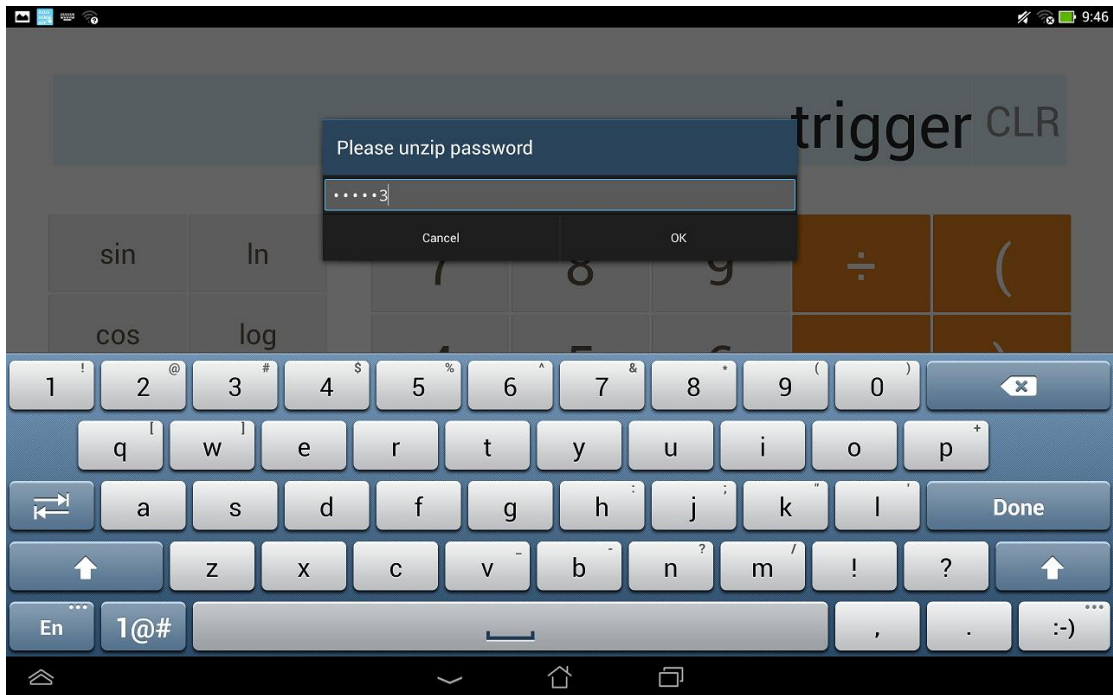 9:46
trigger CLR
Please unzip password
•••••3
Cancel OK
sin ln 7 8 9 ÷ (
cos log
1 ! 2 @ 3 # 4 $ 5 % 6 ^ 7 & 8 * 9 ( 0 )
q [ w ] e r t y u i o p +
a s d f g h : j ; k " l ' Done
z x c v _ b - n ? m / ! ?
En ... 1@# , . :-) ...